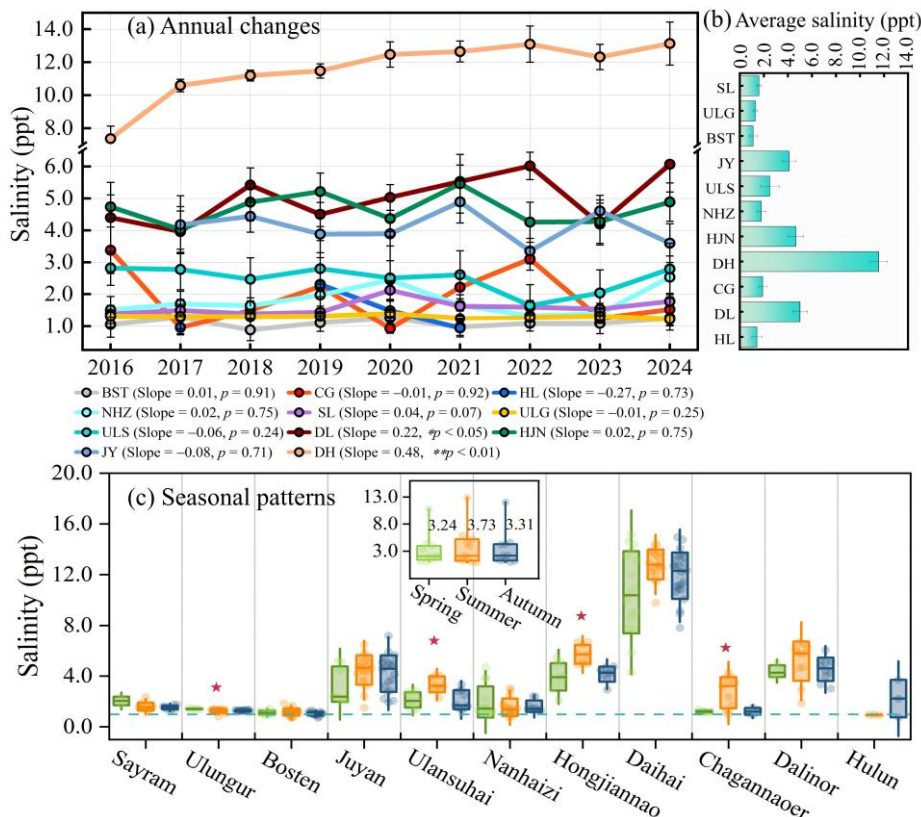 (a) Annual changes
Salinity (ppt)
14.0
12.0
10.0
8.0
6.0
5.0
4.0
3.0
2.0
1.0
2016 2017 2018 2019 2020 2021 2022 2023 2024
BST (Slope = 0.01, p = 0.91) CG (Slope = −0.01, p = 0.92) HL (Slope = −0.27, p = 0.73)
NHZ (Slope = 0.02, p = 0.75) SL (Slope = 0.04, p = 0.07) ULG (Slope = −0.01, p = 0.25)
ULS (Slope = −0.06, p = 0.24) DL (Slope = 0.22, *p < 0.05) HJN (Slope = 0.02, p = 0.75)
JY (Slope = −0.08, p = 0.71) DH (Slope = 0.48, **p < 0.01)
(b) Average salinity (ppt)
0.0 2.0 4.0 6.0 8.0 10.0 12.0 14.0
SL
ULG
BST
JY
ULS
NHZ
HJN
DH
CG
DL
HL
(c) Seasonal patterns
Salinity (ppt)
20.0
16.0
12.0
8.0
4.0
0.0
13.0
8.0
3.0
3.24 3.73 3.31
Spring Summer Autumn
Sayram Ulungur Bosten Juyan Ulansuhai Nanhaizi Hongjiannao Daihai Chagannaoer Dalinor Hulun